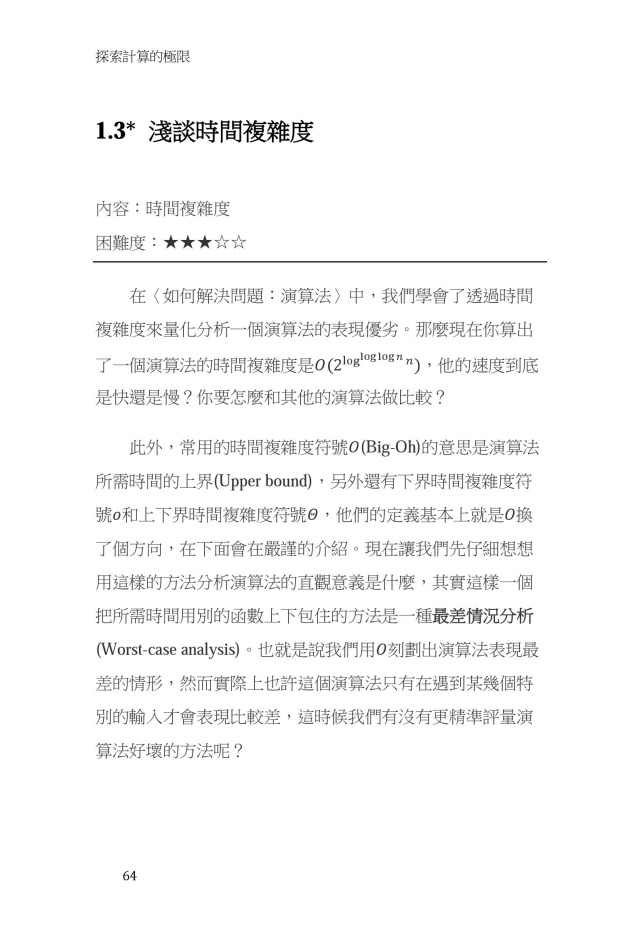 探索計算的極限
1.3* 淺談時間複雜度
內容：時間複雜度
困難度：★★★☆☆
在〈如何解決問題：演算法〉中，我們學會了透過時間
複雜度來量化分析一個演算法的表現優劣。那麼現在你算出
了一個演算法的時間複雜度是O(2^{log^{log log n} n})，他的速度到底
是快還是慢？你要怎麼和其他的演算法做比較？
此外，常用的時間複雜度符號O(Big-Oh)的意思是演算法
所需時間的上界(Upper bound)，另外還有下界時間複雜度符
號o和上下界時間複雜度符號Θ，他們的定義基本上就是O換
了個方向，在下面會在嚴謹的介紹。現在讓我們先仔細想想
用這樣的方法分析演算法的直觀意義是什麼，其實這樣一個
把所需時間用別的函數上下包住的方法是一種最差情況分析
(Worst-case analysis)。也就是說我們用O刻劃出演算法表現最
差的情形，然而實際上也許這個演算法只有在遇到某幾個特
別的輸入才會表現比較差，這時候我們有沒有更精準評量演
算法好壞的方法呢？
64